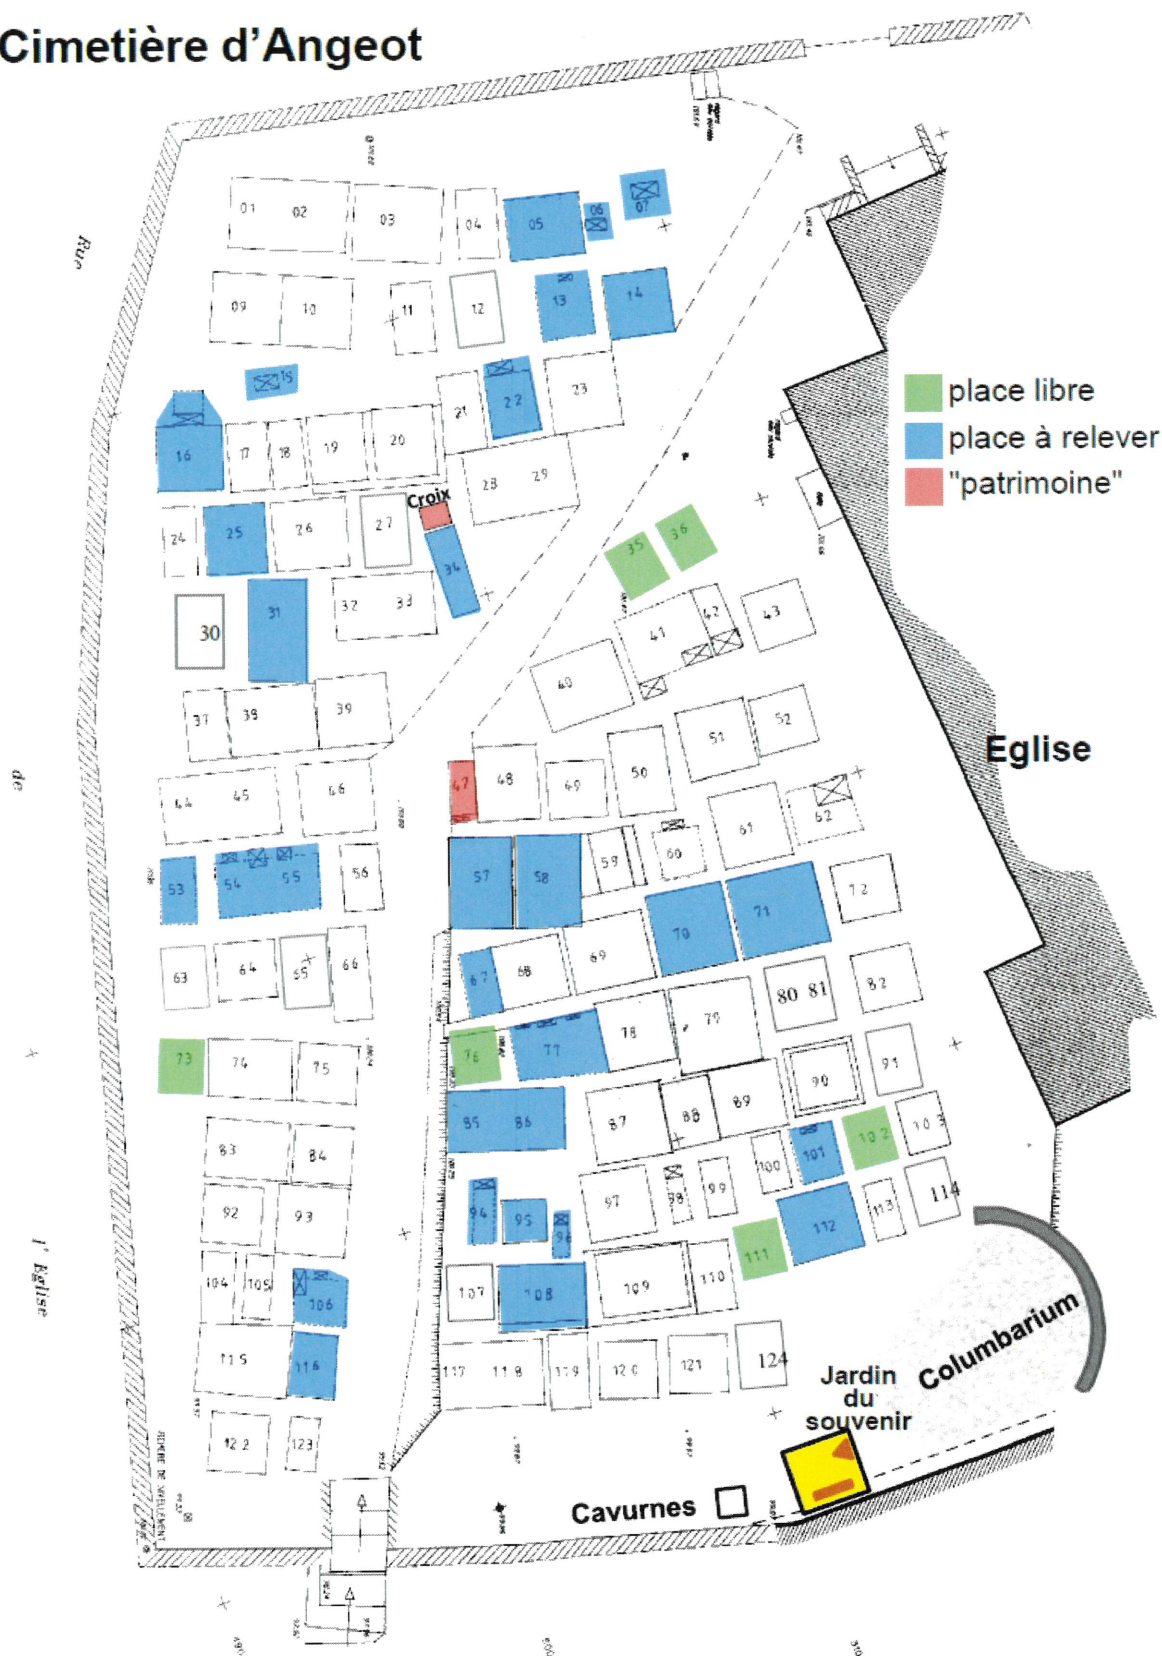 Cimetière d'Angeot
Rue
de
l'Eglise
01 02 03 04 05 06 07
09 10 11 12 13 14
15
16 17 18 19 20 21 22 23
24 25 26 27 28 29
Croix
30 31 32 33 34
35 36
37 38 39 40 41 42 43
44 45 46 47 48 49 50 51 52
53 54 55 56 57 58 59 60 61 62
63 64 65 66 67 68 69 70 71 72
73 74 75 76 77 78 79 80 81 82
83 84 85 86 87 88 89 90 91
92 93 94 95 96 97 98 99 100 101 102 103
104 105 106 107 108 109 110 111 112 113 114
115 116 117 118 119 120 121 124
122 123
place libre
place à relever
"patrimoine"
Eglise
Columbarium
Jardin
du
souvenir
Cavurnes
REPERE DE NIVELLEMENT